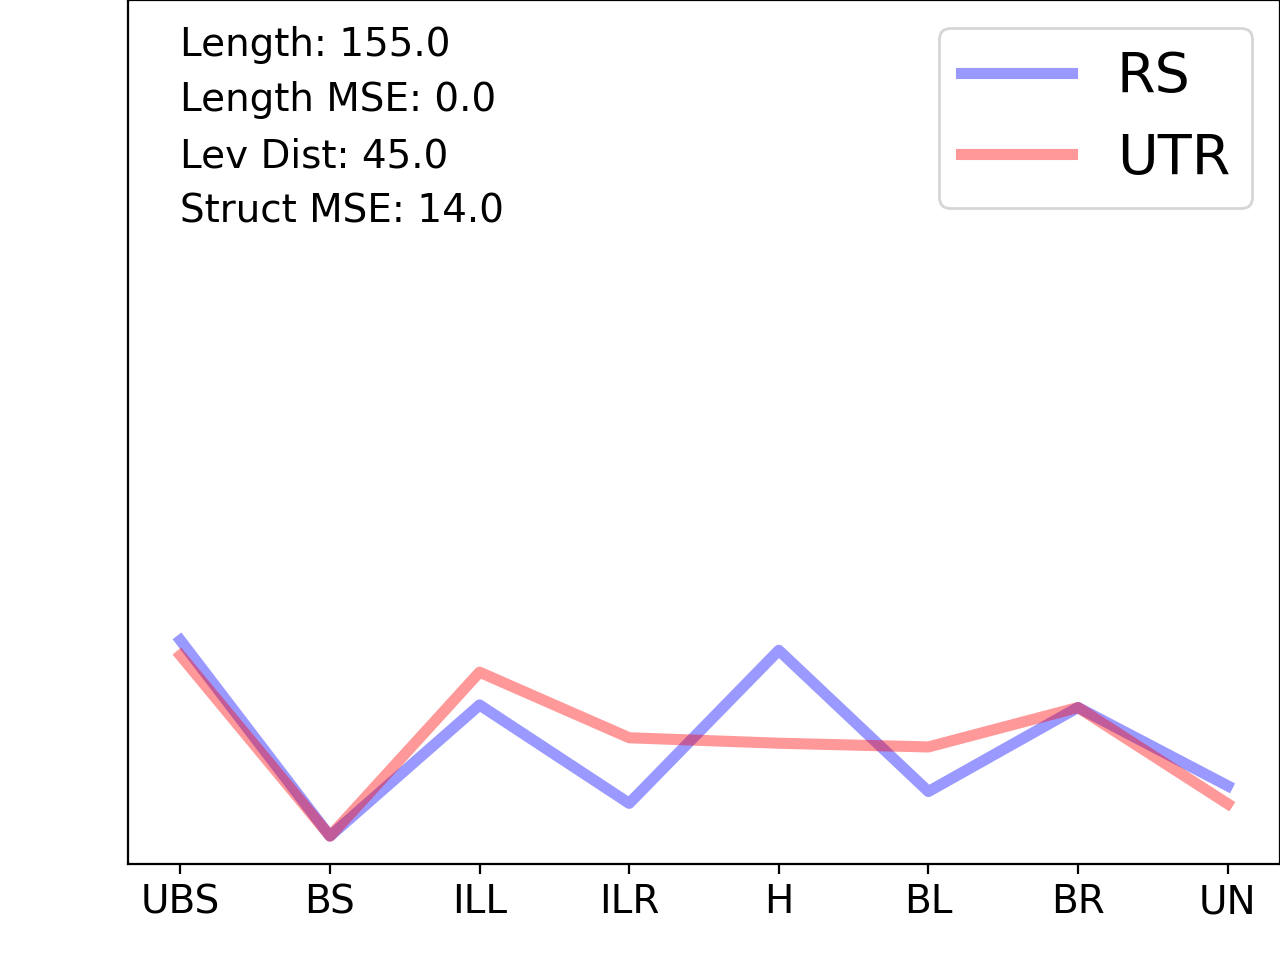 Length: 155.0
Length MSE: 0.0
Lev Dist: 45.0
Struct MSE: 14.0
RS
UTR
UBS BS ILL ILR H BL BR UN